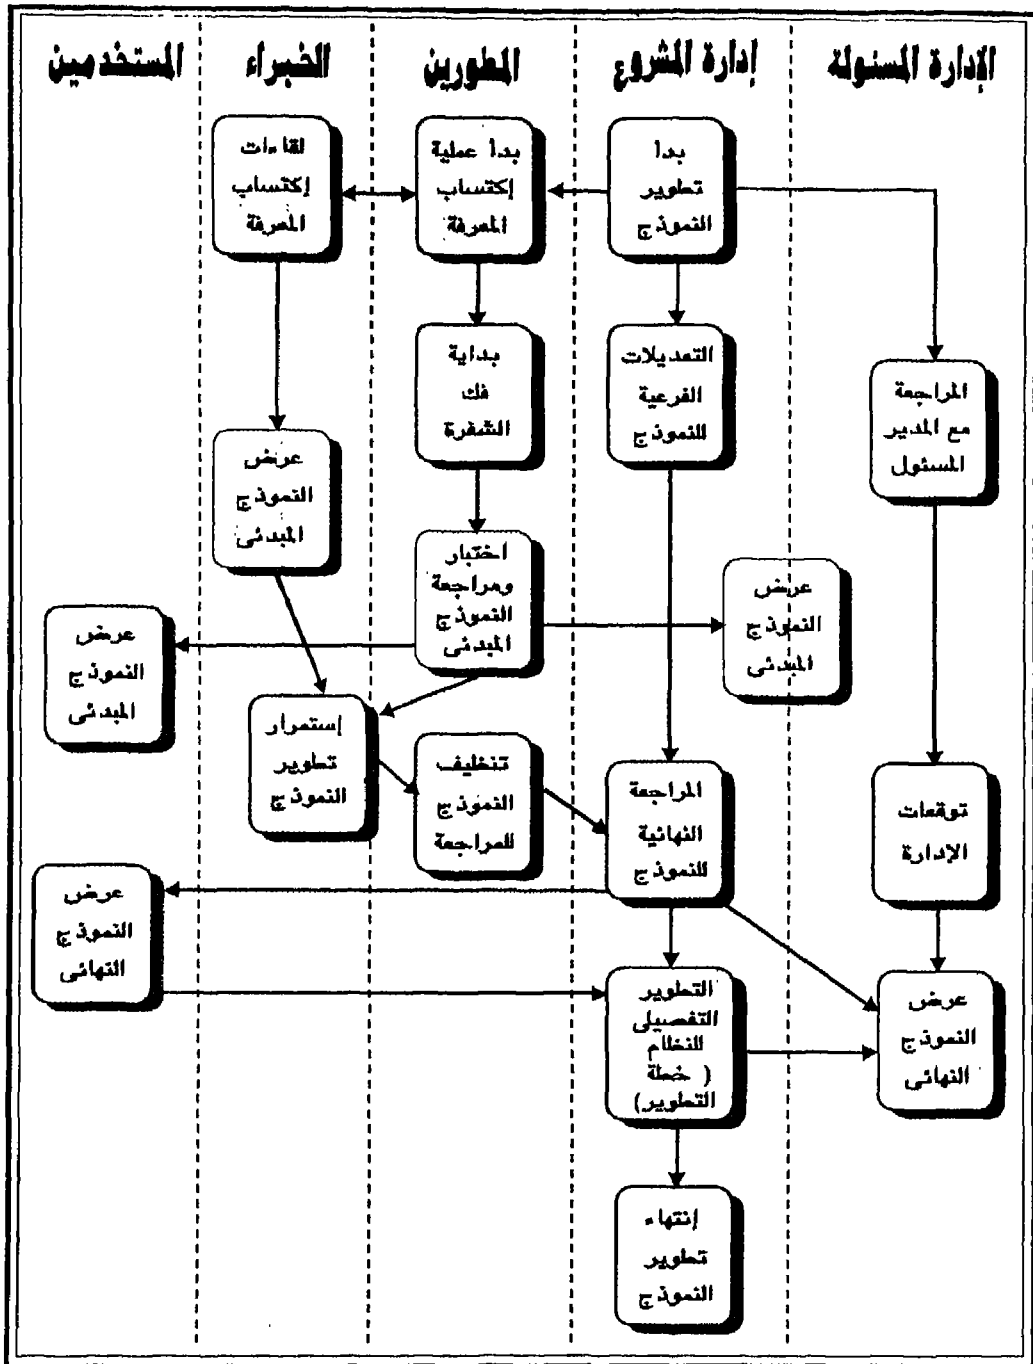 الإدارة المسئولة
إدارة المشروع
المطورين
الخبراء
المستخدمين
بدأ
تطوير
النموذج
بدأ عملية
إكتساب
المعرفة
لقاءات
إكتساب
المعرفة
التعديلات
الفرعية
للنموذج
بداية
فك
الشفرة
المراجعة
مع المدير
المسئول
عرض
النموذج
المبدئى
اختبار
ومراجعة
النموذج
المبدئى
عرض
النموذج
المبدئى
عرض
النموذج
المبدئى
إستمرار
تطوير
النموذج
تنظيف
النموذج
للمراجعة
المراجعة
النهائية
للنموذج
توقعات
الإدارة
عرض
النموذج
النهائى
التطوير
التفصيلى
للنظام
( خطة
التطوير)
عرض
النموذج
النهائى
إنتهاء
تطوير
النموذج